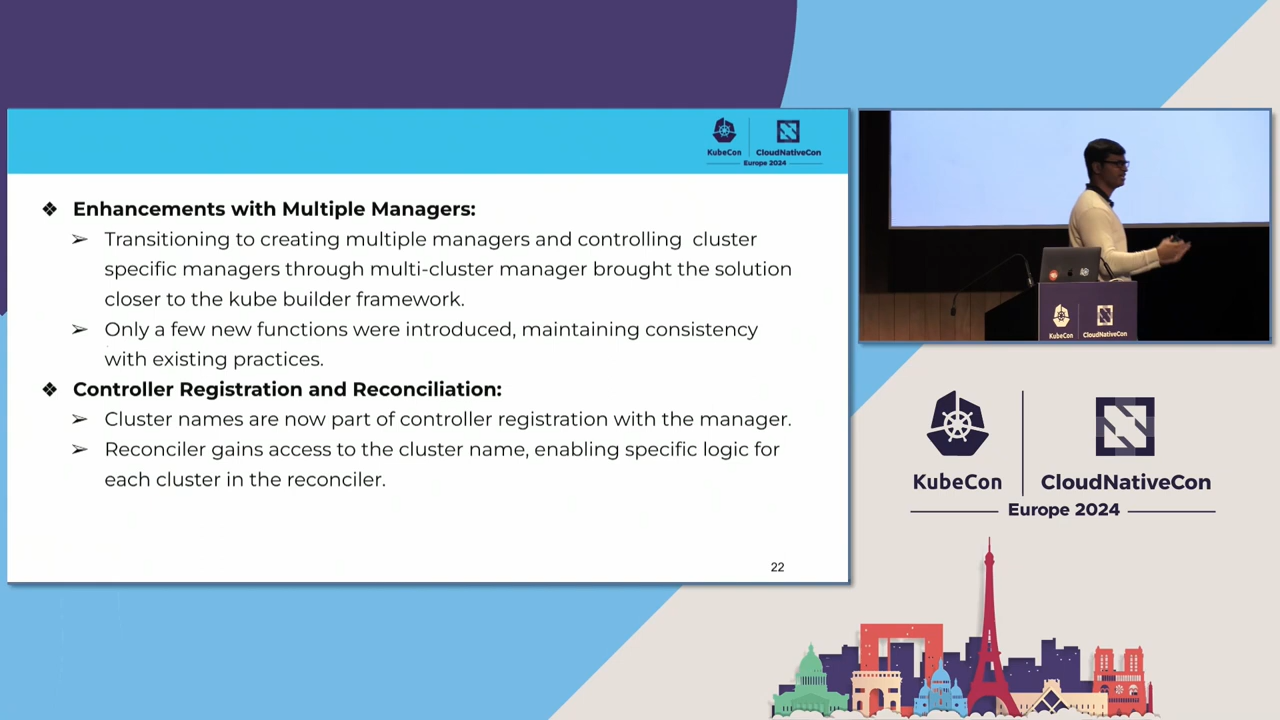 KubeCon
CloudNativeCon
Europe 2024
❖ Enhancements with Multiple Managers:
➢ Transitioning to creating multiple managers and controlling cluster
specific managers through multi-cluster manager brought the solution
closer to the kube builder framework.
➢ Only a few new functions were introduced, maintaining consistency
with existing practices.
❖ Controller Registration and Reconciliation:
➢ Cluster names are now part of controller registration with the manager.
➢ Reconciler gains access to the cluster name, enabling specific logic for
each cluster in the reconciler.
22
KubeCon
CloudNativeCon
KubeCon
CloudNativeCon
Europe 2024